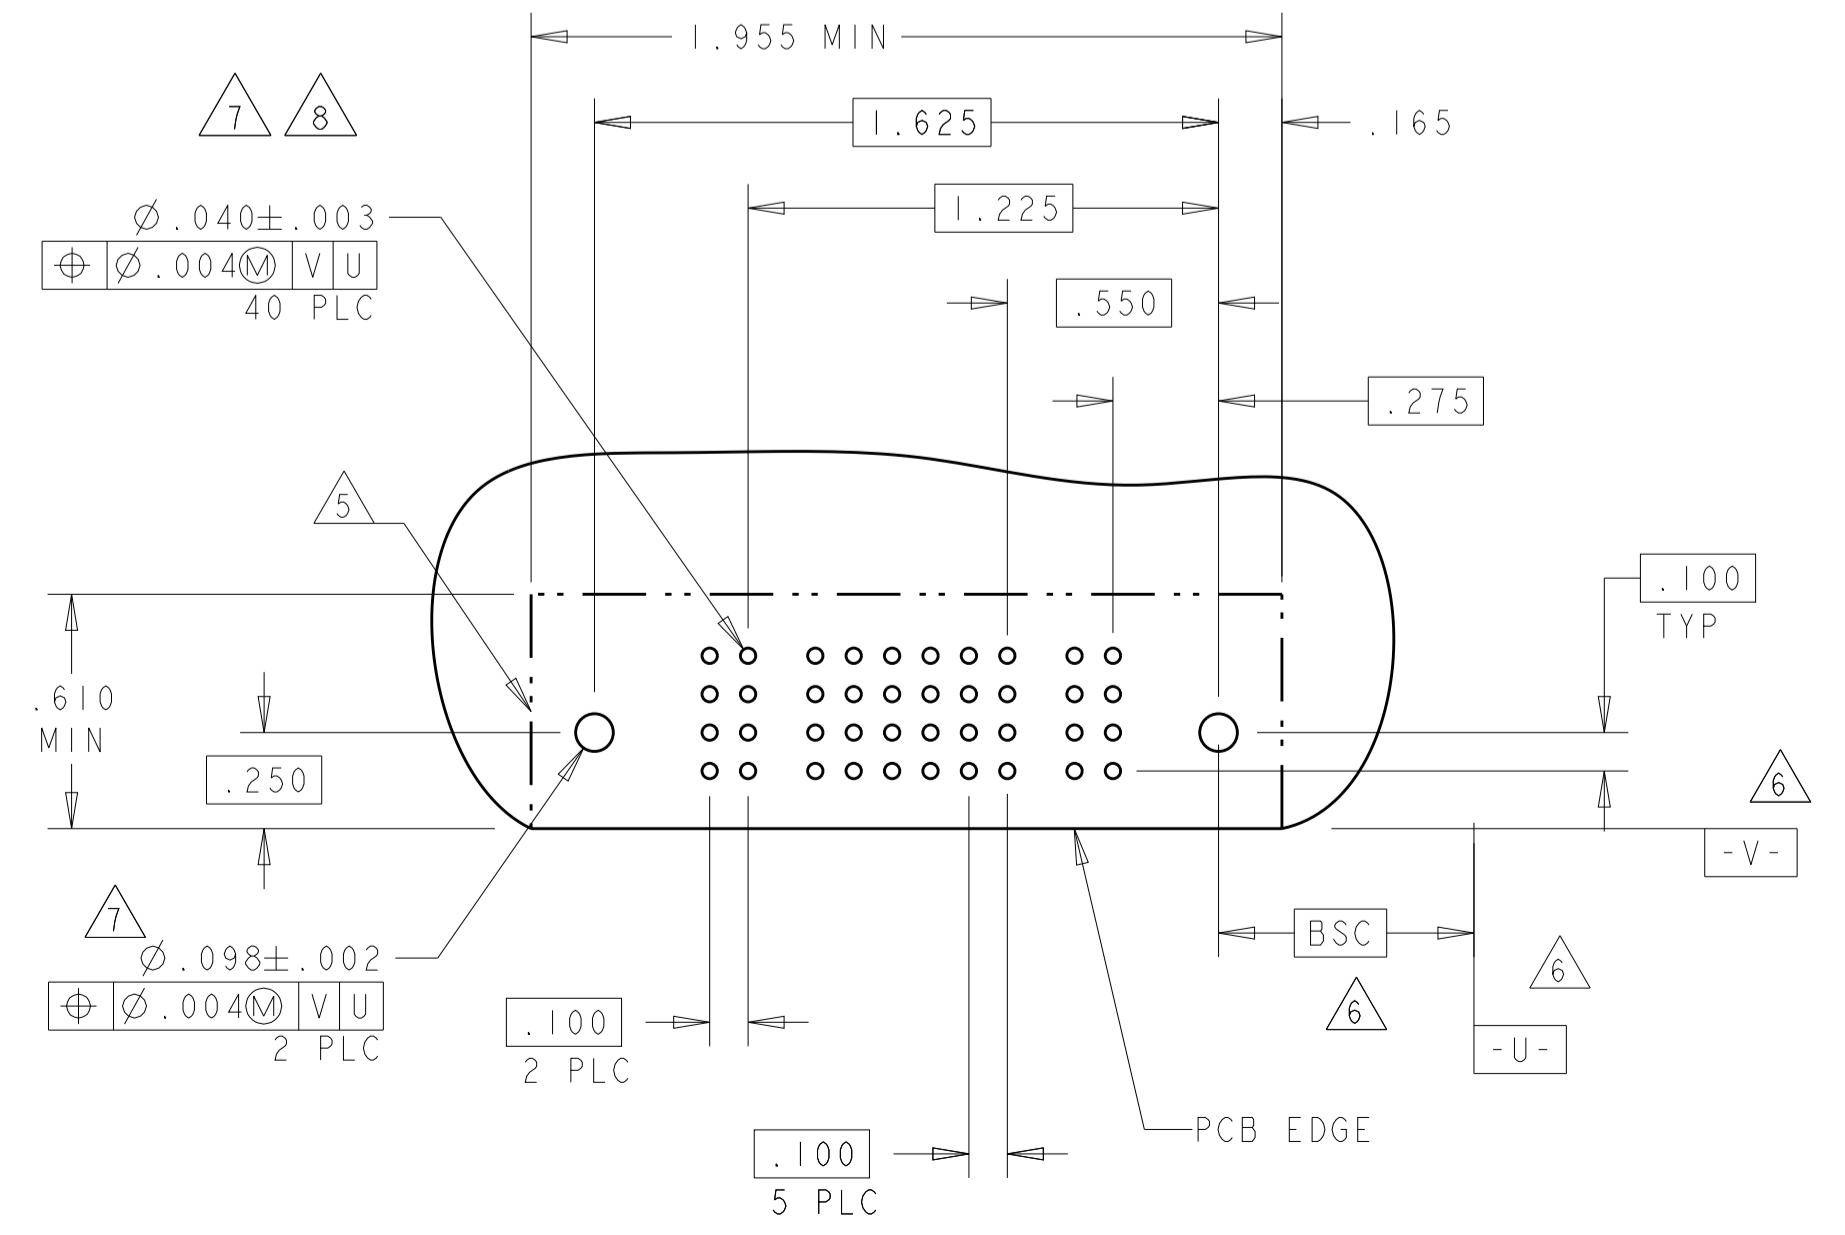 1.955 MIN
7 8
1.625
.165
Ø.040±.003
1.225
⌖ Ø.004Ⓜ V U
40 PLC
.550
.275
5
.100
TYP
.610
MIN
.250
6
-V-
7
BSC
Ø.098±.002
6
6
⌖ Ø.004Ⓜ V U
2 PLC
.100
2 PLC
-U-
PCB EDGE
.100
5 PLC